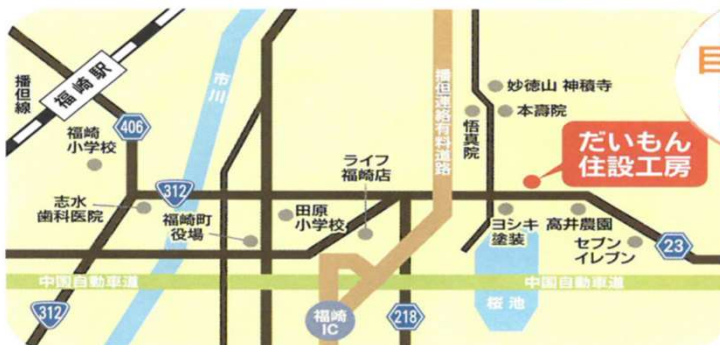 目
播但線
福崎駅
406
福崎
小学校
志水
歯科医院
312
市川
福崎町
役場
田原
小学校
ライフ
福崎店
播但連絡有料道路
妙徳山 神積寺
本壽院
悟真院
だいもん
住設工房
ヨシキ
塗装
高井農園
セブン
イレブン
23
中国自動車道
中国自動車道
312
福崎
IC
218
桜池